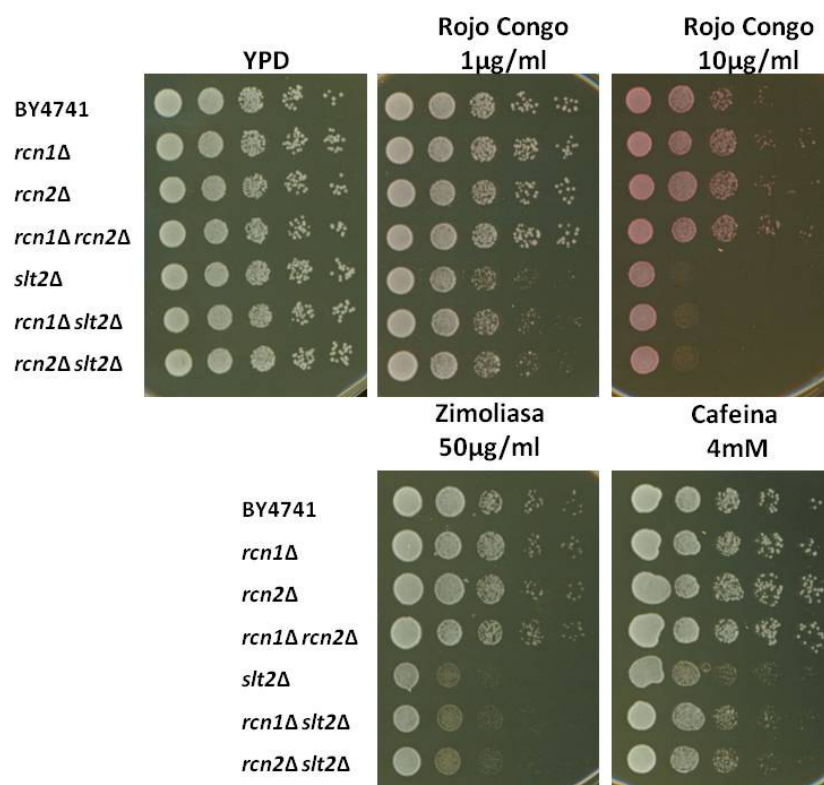 YPD
Rojo Congo
1µg/ml
Rojo Congo
10µg/ml
BY4741
rcn1Δ
rcn2Δ
rcn1Δ rcn2Δ
slt2Δ
rcn1Δ slt2Δ
rcn2Δ slt2Δ
Zimoliasa
50µg/ml
Cafeina
4mM
BY4741
rcn1Δ
rcn2Δ
rcn1Δ rcn2Δ
slt2Δ
rcn1Δ slt2Δ
rcn2Δ slt2Δ